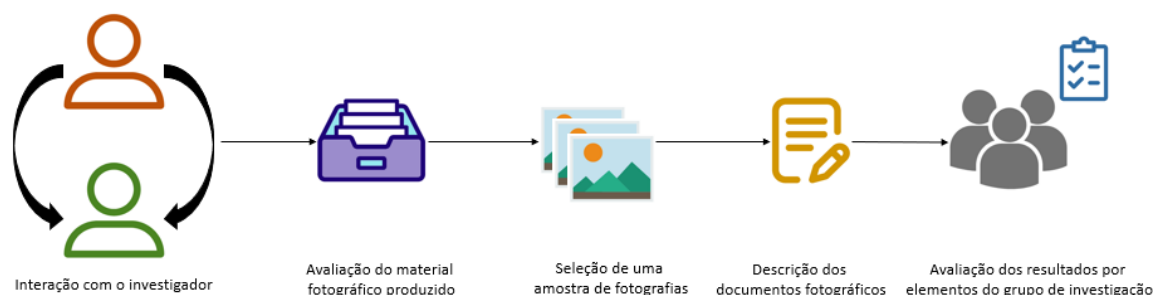 Interação com o investigador
Avaliação do material
fotográfico produzido
Seleção de uma
amostra de fotografias
Descrição dos
documentos fotográficos
Avaliação dos resultados por
elementos do grupo de investigação